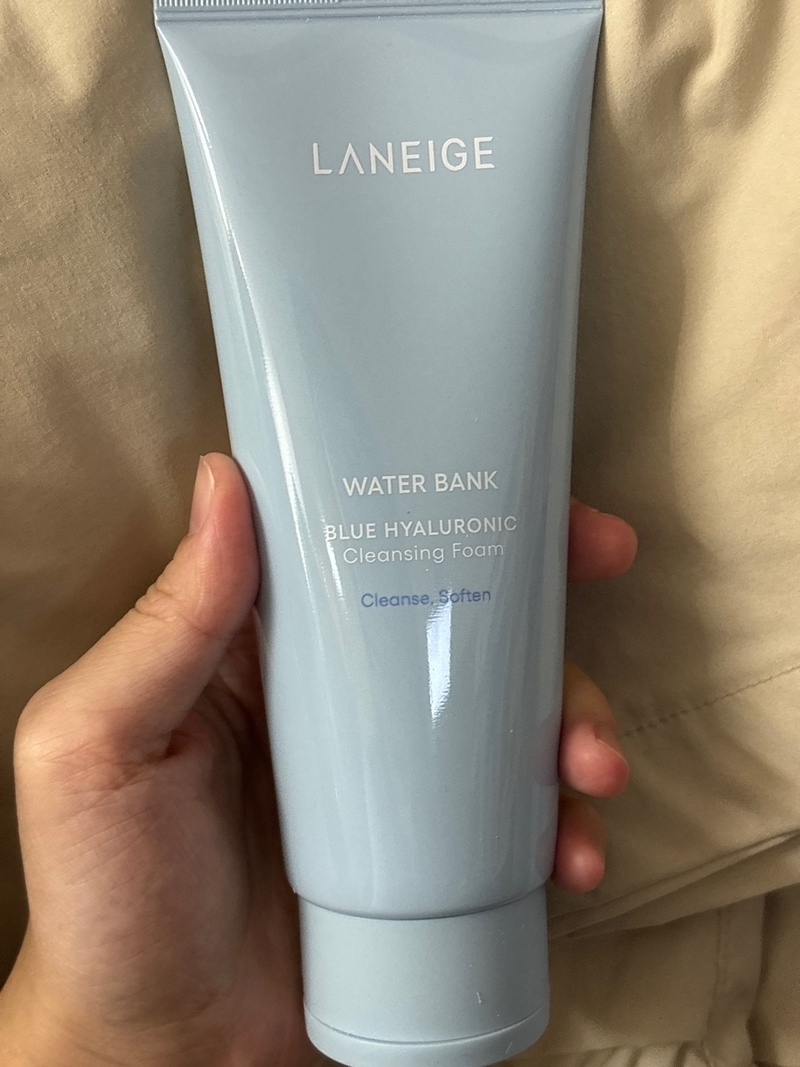 LANEIGE
WATER BANK
BLUE HYALURONIC
Cleansing Foam
Cleanse, Soften